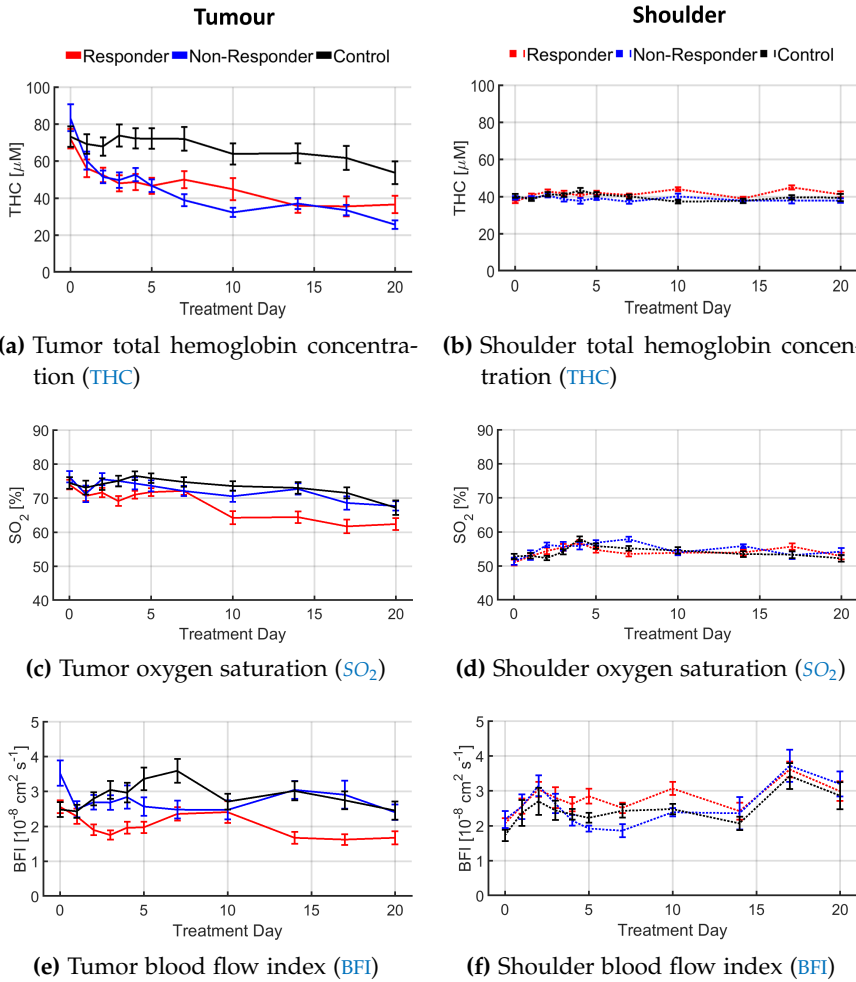 Tumour
Shoulder
Responder Non-Responder Control
Responder Non-Responder Control
100
80
60
40
20
0
THC [μM]
0 5 10 15 20
Treatment Day
100
80
60
40
20
0
THC [μM]
0 5 10 15 20
Treatment Day
(a) Tumor total hemoglobin concentra-
tion (THC)
(b) Shoulder total hemoglobin concen-
tration (THC)
90
80
70
60
50
40
SO₂ [%]
0 5 10 15 20
Treatment Day
90
80
70
60
50
40
SO₂ [%]
0 5 10 15 20
Treatment Day
(c) Tumor oxygen saturation (SO₂)
(d) Shoulder oxygen saturation (SO₂)
5
4
3
2
1
0
BFI [10⁻⁸ cm² s⁻¹]
0 5 10 15 20
Treatment Day
5
4
3
2
1
0
BFI [10⁻⁸ cm² s⁻¹]
0 5 10 15 20
Treatment Day
(e) Tumor blood flow index (BFI)
(f) Shoulder blood flow index (BFI)